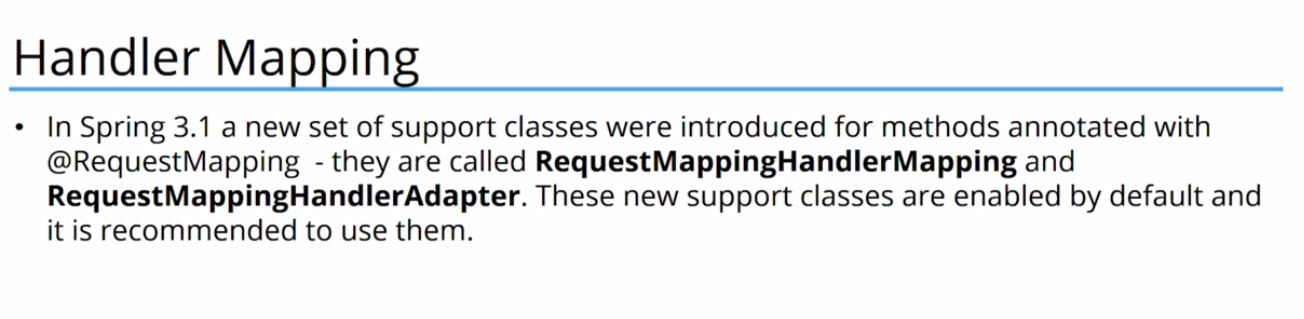 Handler Mapping
• In Spring 3.1 a new set of support classes were introduced for methods annotated with
@RequestMapping - they are called RequestMappingHandlerMapping and
RequestMappingHandlerAdapter. These new support classes are enabled by default and
it is recommended to use them.